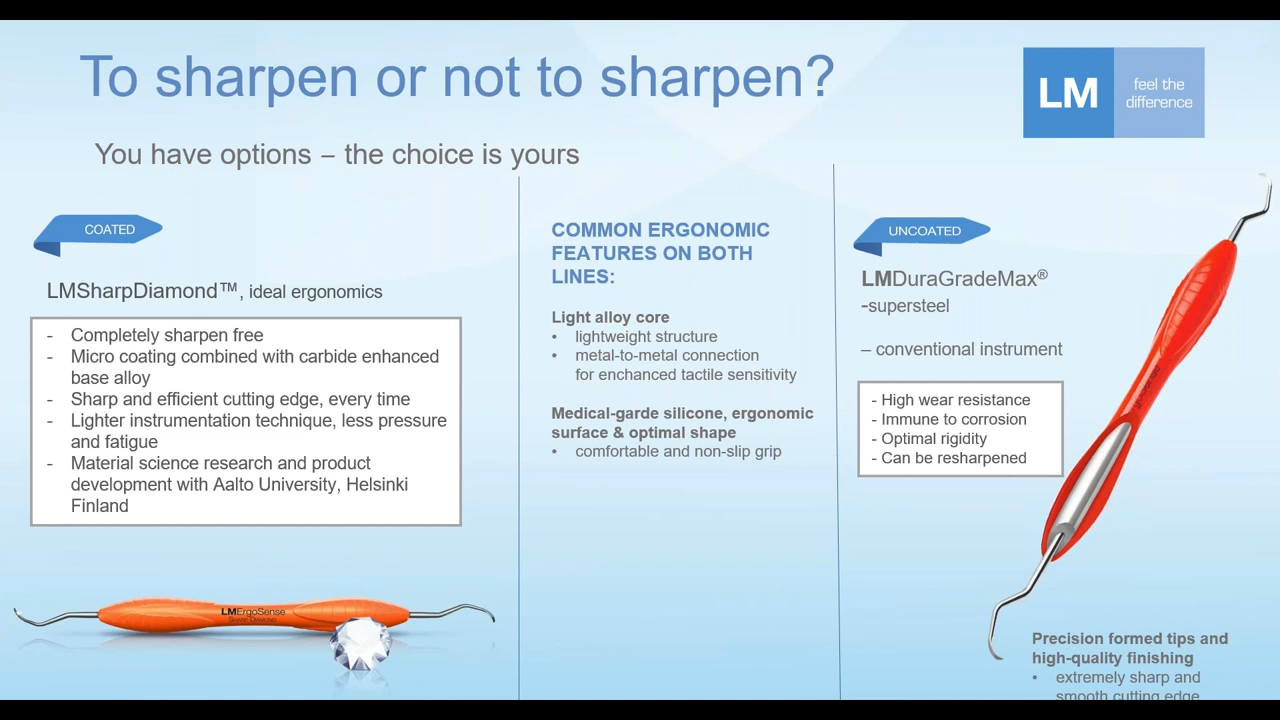 To sharpen or not to sharpen?
LM
feel the
difference
You have options – the choice is yours
COATED
LMSharpDiamond™, ideal ergonomics
- Completely sharpen free
- Micro coating combined with carbide enhanced
base alloy
- Sharp and efficient cutting edge, every time
- Lighter instrumentation technique, less pressure
and fatigue
- Material science research and product
development with Aalto University, Helsinki
Finland
LMErgoSense
SHARP DIAMOND
COMMON ERGONOMIC
FEATURES ON BOTH
LINES:
Light alloy core
• lightweight structure
• metal-to-metal connection
for enchanced tactile sensitivity
Medical-garde silicone, ergonomic
surface & optimal shape
• comfortable and non-slip grip
UNCOATED
LMDuraGradeMax®
-supersteel
– conventional instrument
- High wear resistance
- Immune to corrosion
- Optimal rigidity
- Can be resharpened
Precision formed tips and
high-quality finishing
• extremely sharp and
smooth cutting edge